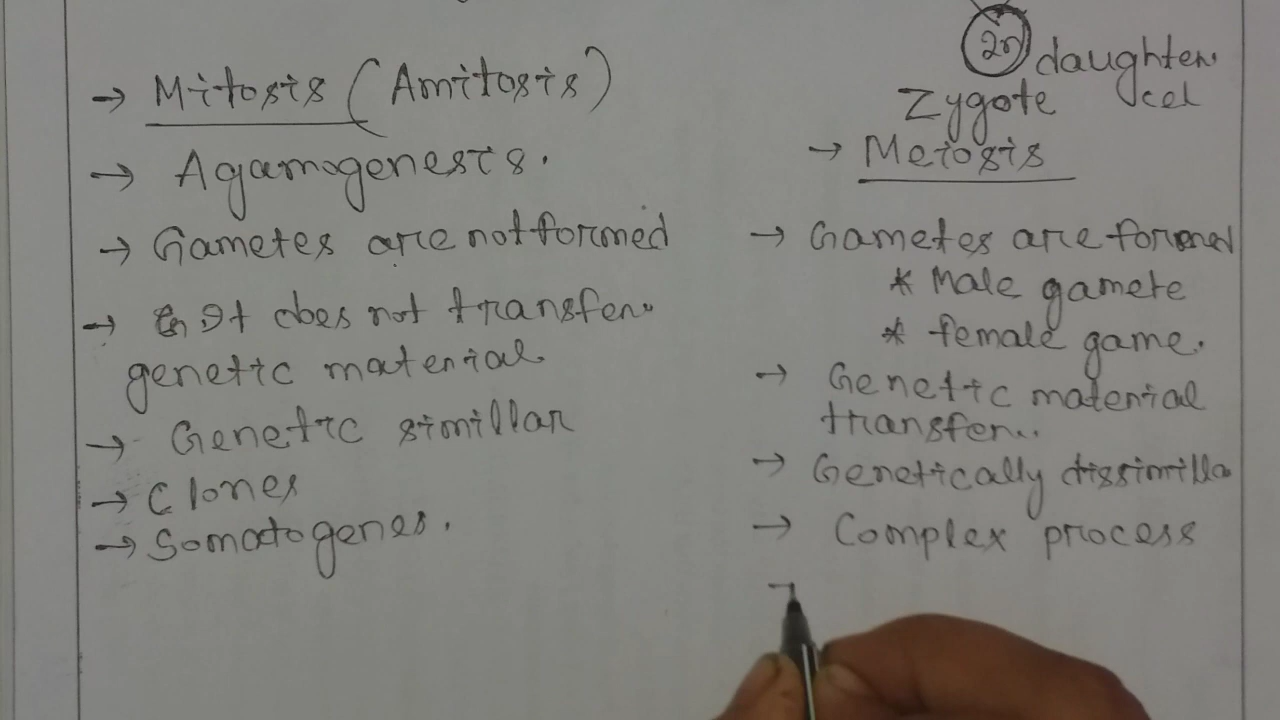 → Mitosis (Amitosis)
→ Agamogenesis.
→ Gametes are not formed
→ It does not transfer
genetic material
→ Genetic simillar
→ Clones
→ Somatogenes.
2n daughter
cel
Zygote
→ Meiosis
→ Gametes are formed
* Male gamete
* female game.
→ Genetic material
transfer..
→ Genetically dissimilla
→ Complex process